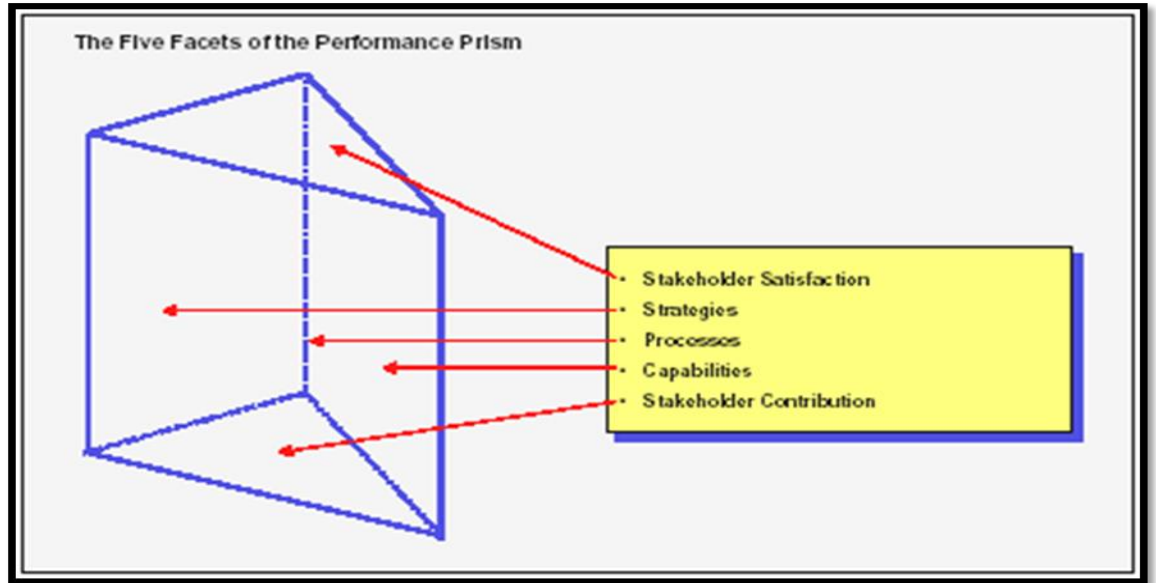 The Five Facets of the Performance Prism
· Stakeholder Satisfaction
· Strategies
· Processes
· Capabilities
· Stakeholder Contribution